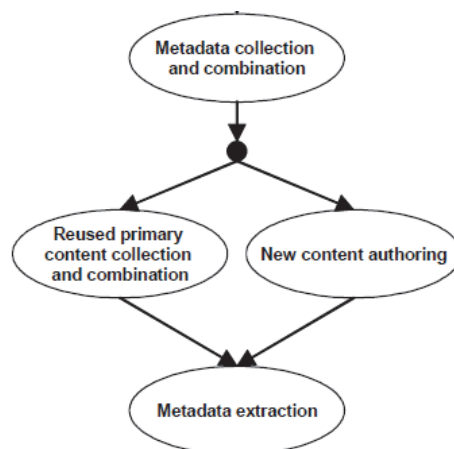 Metadata collection
and combination
Reused primary
content collection
and combination
New content authoring
Metadata extraction